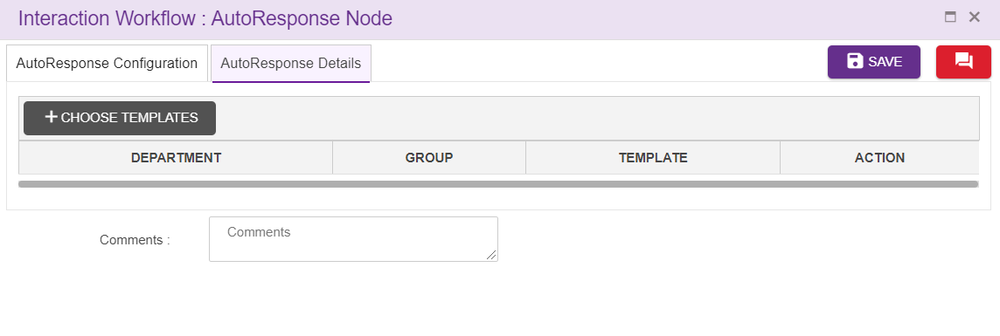 Interaction Workflow : AutoResponse Node
AutoResponse Configuration AutoResponse Details SAVE
CHOOSE TEMPLATES
DEPARTMENT GROUP TEMPLATE ACTION
Comments : Comments